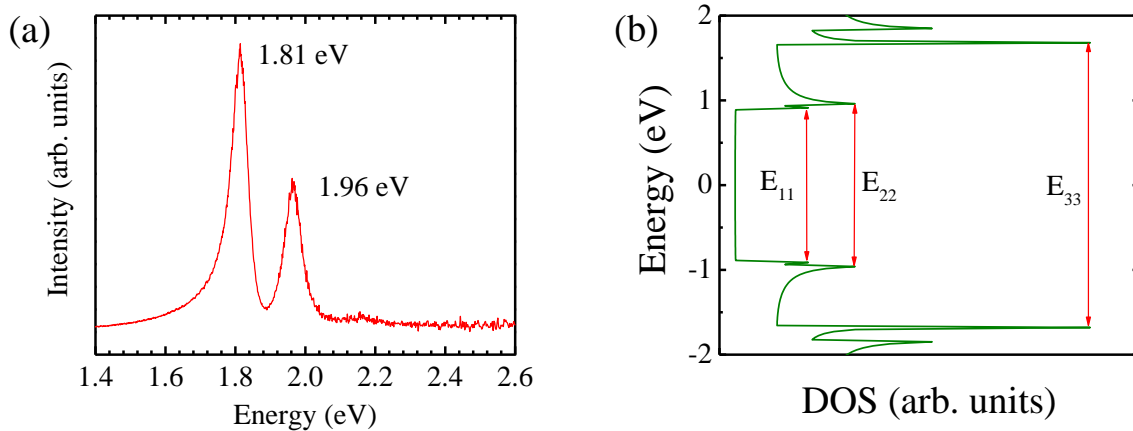 (a)
1.81 eV
1.96 eV
Intensity (arb. units)
1.4 1.6 1.8 2.0 2.2 2.4 2.6
Energy (eV)
(b)
2
1
0
-1
-2
Energy (eV)
E11
E22
E33
DOS (arb. units)